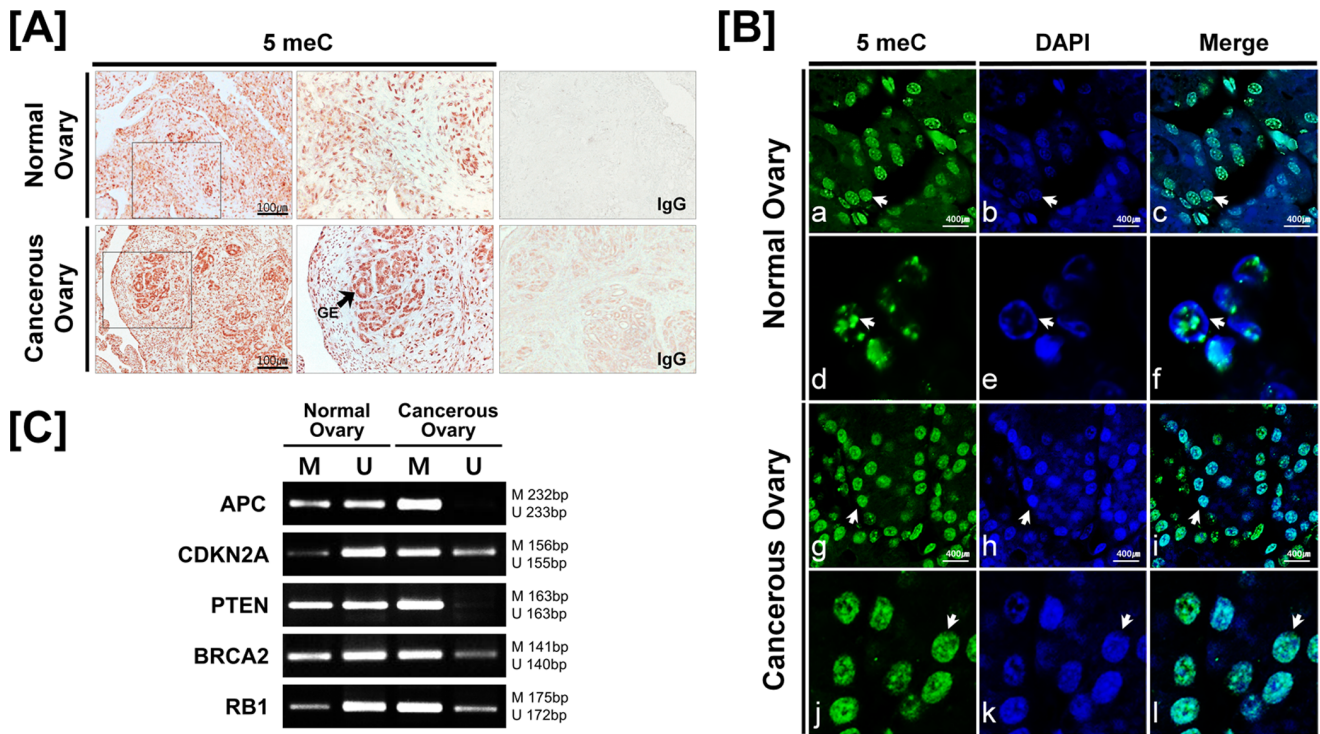 [A]
5 meC
Normal
Ovary
100㎛
IgG
Cancerous
Ovary
100㎛
GE
IgG
[B]
5 meC
DAPI
Merge
Normal Ovary
a
b
c
400㎛
400㎛
400㎛
d
e
f
Cancerous Ovary
g
h
i
400㎛
400㎛
400㎛
j
k
l
[C]
Normal
Ovary
Cancerous
Ovary
M U M U
APC
M 232bp
U 233bp
CDKN2A
M 156bp
U 155bp
PTEN
M 163bp
U 163bp
BRCA2
M 141bp
U 140bp
RB1
M 175bp
U 172bp